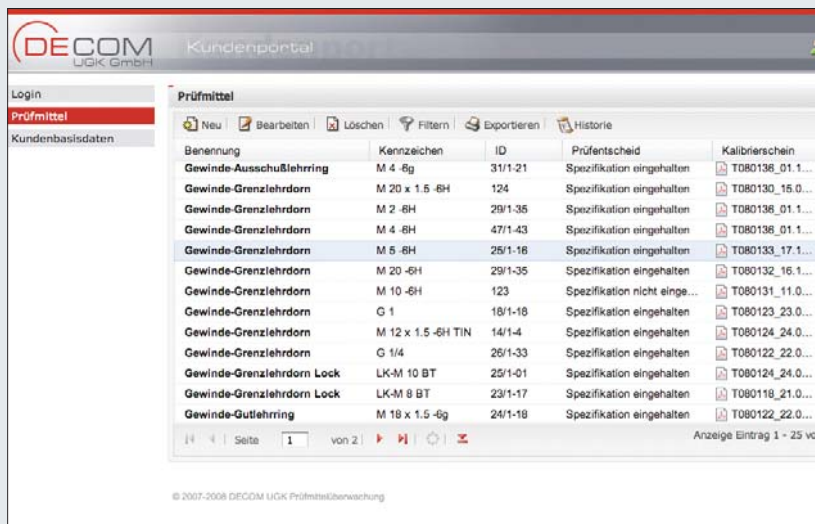 DECOM
UGK GmbH
Kundenportal
Login
Prüfmittel
Kundenbasisdaten
Prüfmittel
Neu Bearbeiten Löschen Filtern Exportieren Historie
Benennung Kennzeichen ID Prüfentscheid Kalibrierschein
Gewinde-Ausschußlehrring M 4 -6g 31/1-21 Spezifikation eingehalten T080136_01.1...
Gewinde-Grenzlehrdorn M 20 x 1.5 -6H 124 Spezifikation eingehalten T080130_15.0...
Gewinde-Grenzlehrdorn M 2 -6H 29/1-35 Spezifikation eingehalten T080136_01.1...
Gewinde-Grenzlehrdorn M 4 -6H 47/1-43 Spezifikation eingehalten T080136_01.1...
Gewinde-Grenzlehrdorn M 5 -6H 25/1-16 Spezifikation eingehalten T080133_17.1...
Gewinde-Grenzlehrdorn M 20 -6H 29/1-35 Spezifikation eingehalten T080132_16.1...
Gewinde-Grenzlehrdorn M 10 -6H 123 Spezifikation nicht einge... T080131_11.0...
Gewinde-Grenzlehrdorn G 1 18/1-18 Spezifikation eingehalten T080123_23.0...
Gewinde-Grenzlehrdorn M 12 x 1.5 -6H TIN 14/1-4 Spezifikation eingehalten T080124_24.0...
Gewinde-Grenzlehrdorn G 1/4 26/1-33 Spezifikation eingehalten T080122_22.0...
Gewinde-Grenzlehrdorn Lock LK-M 10 BT 25/1-01 Spezifikation eingehalten T080124_24.0...
Gewinde-Grenzlehrdorn Lock LK-M 8 BT 23/1-17 Spezifikation eingehalten T080118_21.0...
Gewinde-Gutlehrring M 18 x 1.5 -6g 24/1-18 Spezifikation eingehalten T080122_22.0...
Seite 1 von 2 Anzeige Eintrag 1 - 25 vo
© 2007-2008 DECOM UGK Prüfmittelüberwachung